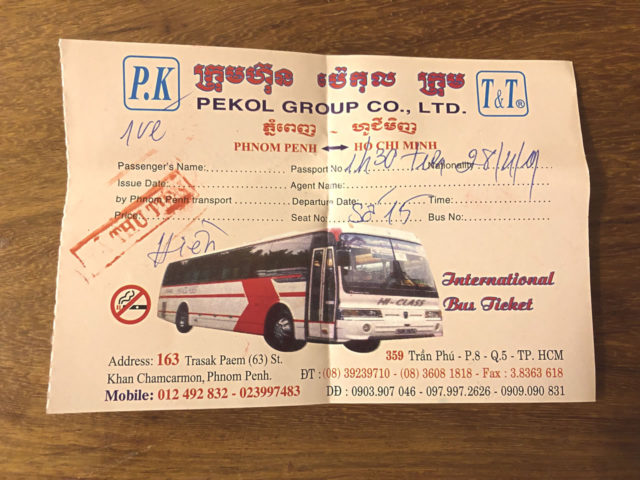 P.K
ក្រុមហ៊ុន ប៉េកុល ក្រុម
T&T®
PEKOL GROUP CO., LTD.
ភ្នំពេញ - ហូជីមិញ
PHNOM PENH ↔ HO CHI MINH
1ve
Passenger's Name: Passport No 1h30 Nationality 28/4/09
Issue Date: Agent Name:
by Phnom Penh transport Departure Date: Time:
Price: Seat No: Số 15 Bus No:
THU TIỀN
Hiền
HI-CLASS
International
Bus Ticket
Address: 163 Trasak Paem (63) St.
Khan Chamcarmon, Phnom Penh.
Mobile: 012 492 832 - 023997483
359 Trần Phú - P.8 - Q.5 - TP. HCM
ĐT : (08) 39239710 - (08) 3608 1818 - Fax : 3.8363 618
DĐ : 0903.907 046 - 097.997.2626 - 0909.090 831